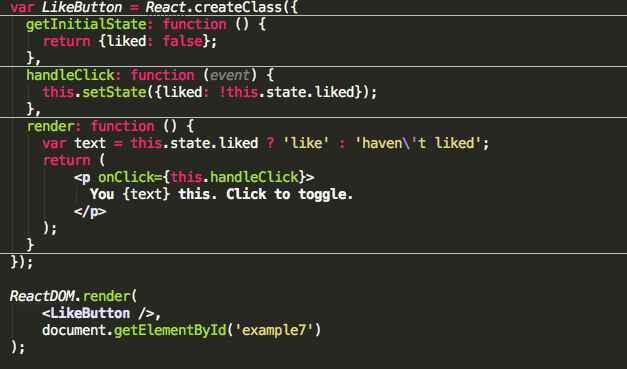 var LikeButton = React.createClass({
  getInitialState: function () {
    return {liked: false};
  },
  handleClick: function (event) {
    this.setState({liked: !this.state.liked});
  },
  render: function () {
    var text = this.state.liked ? 'like' : 'haven\'t liked';
    return (
        <p onClick={this.handleClick}>
          You {text} this. Click to toggle.
        </p>
    );
  }
});

ReactDOM.render(
    <LikeButton />,
    document.getElementById('example7')
);